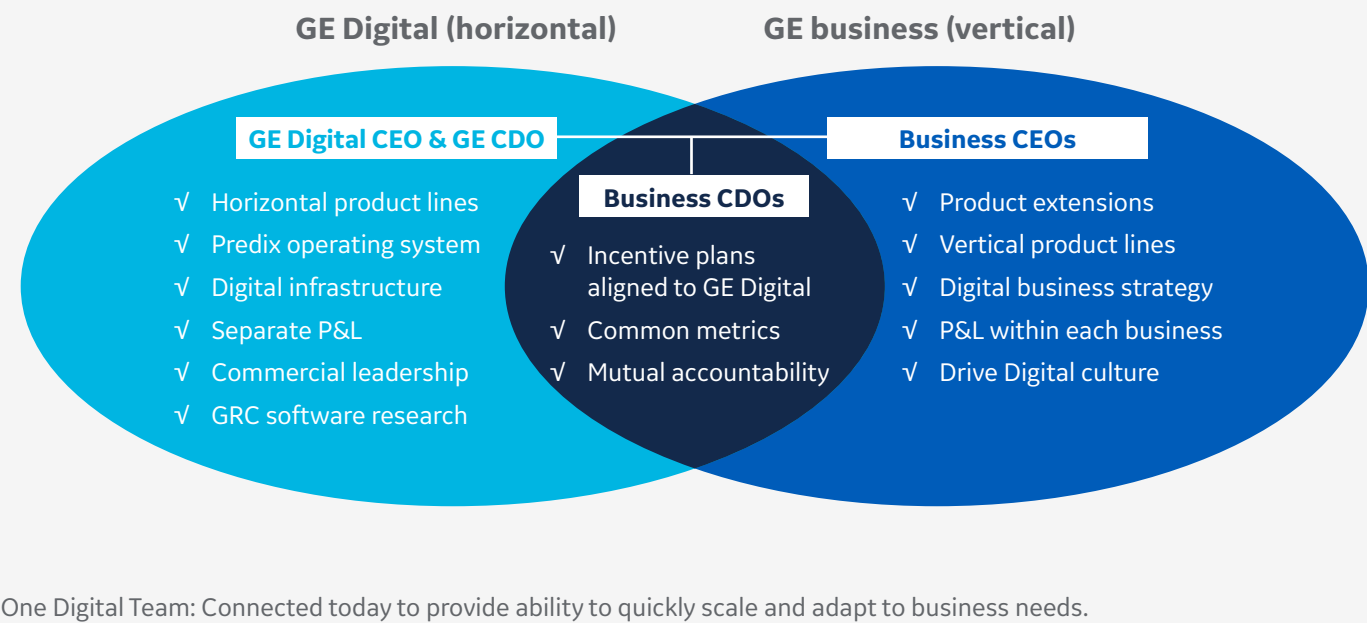 GE Digital (horizontal)
GE business (vertical)
GE Digital CEO & GE CDO
√ Horizontal product lines
√ Predix operating system
√ Digital infrastructure
√ Separate P&L
√ Commercial leadership
√ GRC software research
Business CDOs
√ Incentive plans
aligned to GE Digital
√ Common metrics
√ Mutual accountability
Business CEOs
√ Product extensions
√ Vertical product lines
√ Digital business strategy
√ P&L within each business
√ Drive Digital culture
One Digital Team: Connected today to provide ability to quickly scale and adapt to business needs.